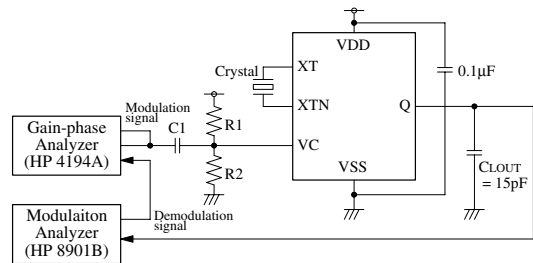 VDD
XT
Crystal
0.1μF
Modulation
signal
XTN
Q
C1
R1
Gain-phase
Analyzer
(HP 4194A)
VC
VSS
CLOUT
= 15pF
R2
Demodulation
signal
Modulaiton
Analyzer
(HP 8901B)